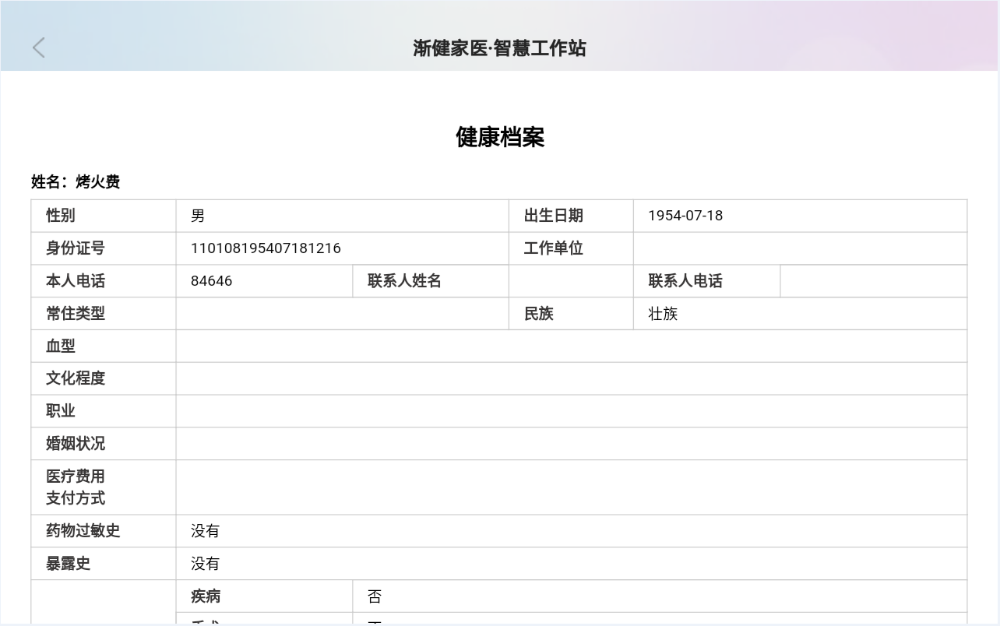 渐健家医·智慧工作站
健康档案
姓名：烤火费
性别 男 出生日期 1954-07-18
身份证号 110108195407181216 工作单位
本人电话 84646 联系人姓名 联系人电话
常住类型 民族 壮族
血型
文化程度
职业
婚姻状况
医疗费用
支付方式
药物过敏史 没有
暴露史 没有
疾病 否